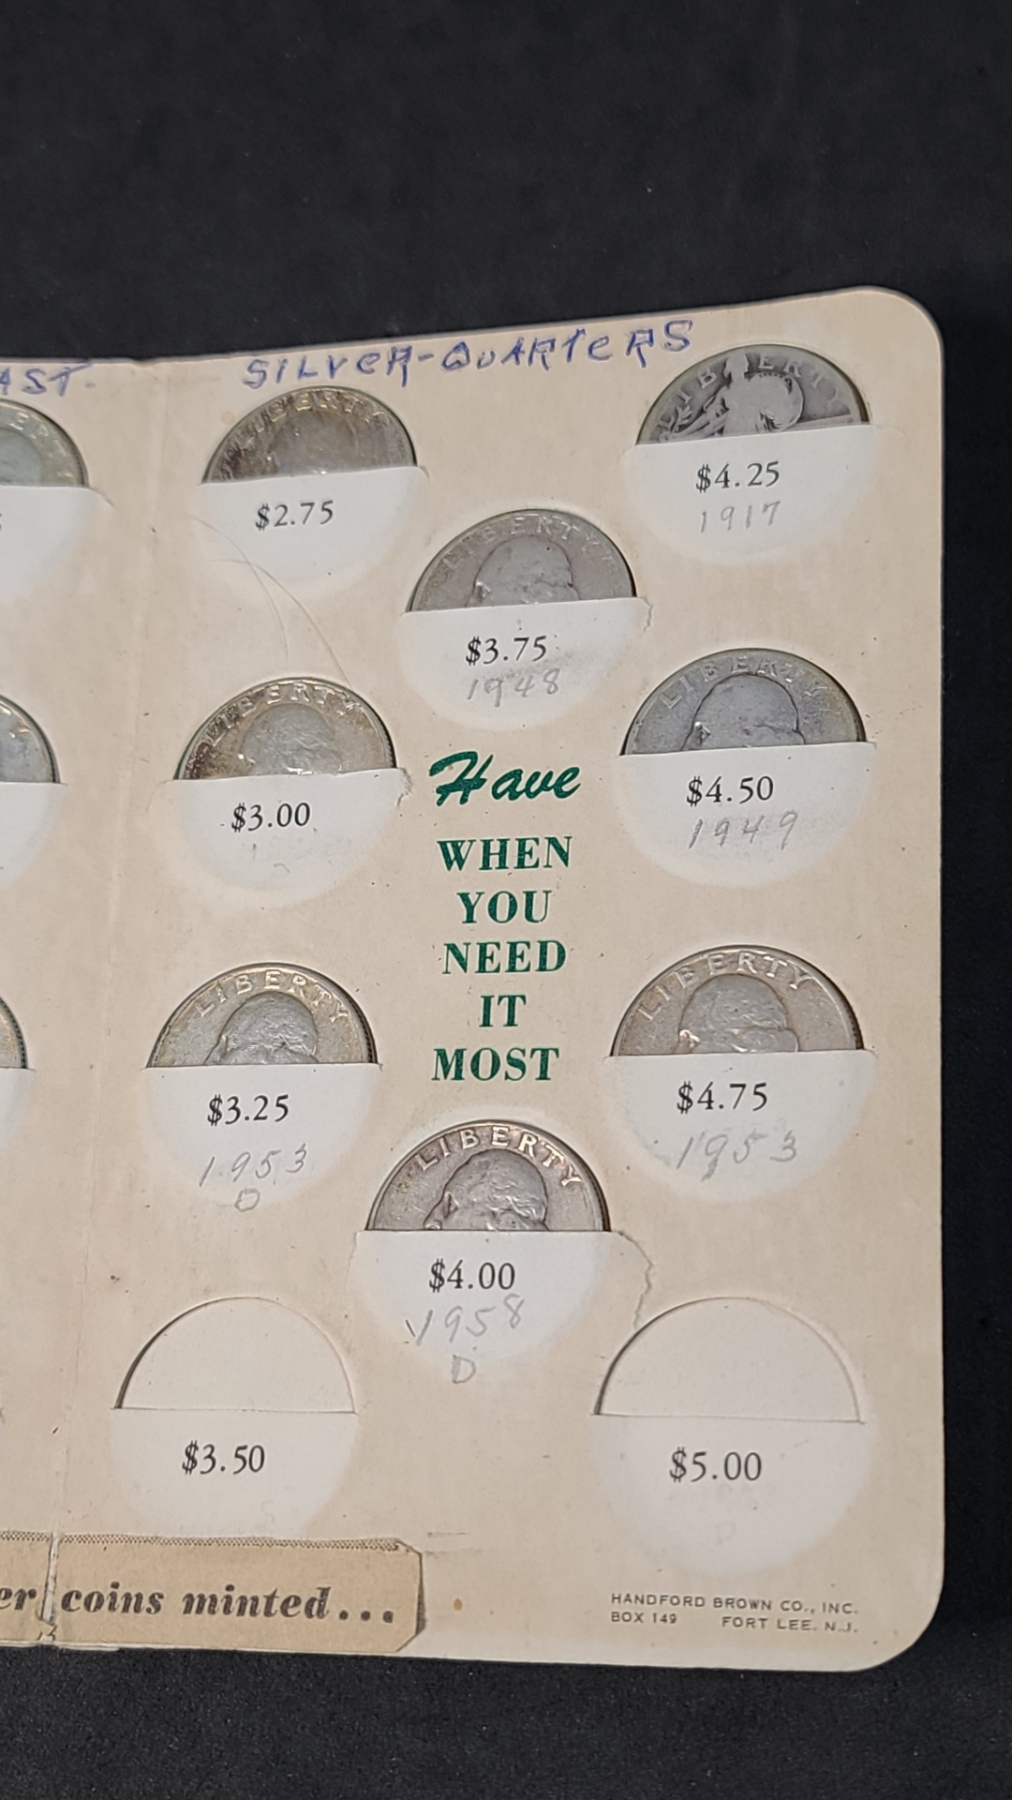 AST.
SILVER-QUARTERS
LIBERTY
$2.75
LIBERTY
$4.25
1917
LIBERTY
$3.75
1948
LIBERTY
$3.00
LIBERTY
$4.50
1949
Have
WHEN
YOU
NEED
IT
MOST
LIBERTY
$3.25
1953
D
LIBERTY
$4.75
1953
LIBERTY
$4.00
1958
D
$3.50
$5.00
D
er coins minted...
HANDFORD BROWN CO., INC.
BOX 149 FORT LEE, N.J.